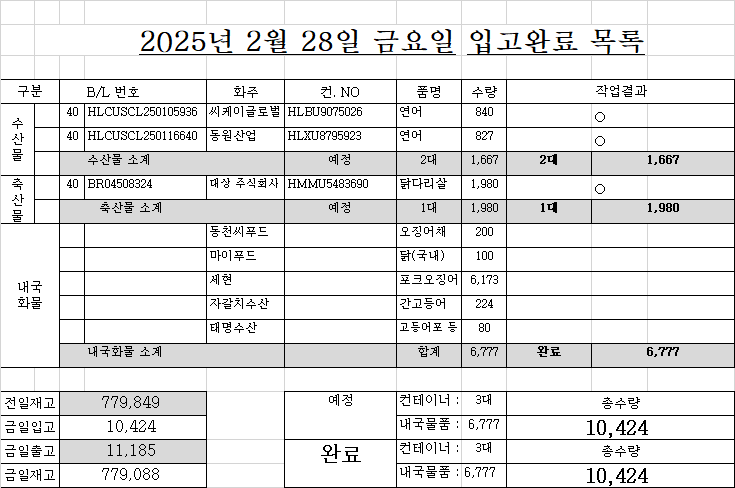 2025년 2월 28일 금요일 입고완료 목록
구분 B/L 번호 화주 컨. NO 품명 수량 작업결과
수산물 40 HLCUSCL250105936 씨케이글로벌 HLBU9075026 연어 840 ○
40 HLCUSCL250116640 동원산업 HLXU8795923 연어 827 ○
수산물 소계 예정 2대 1,667 2대 1,667
축산물 40 BR04508324 대상 주식회사 HMMU5483690 닭다리살 1,980 ○
축산물 소계 예정 1대 1,980 1대 1,980
내국화물 동천씨푸드 오징어채 200
마이푸드 닭(국내) 100
세현 포크오징어 6,173
자갈치수산 간고등어 224
태명수산 고등어포 등 80
내국화물 소계 합계 6,777 완료 6,777
전일재고 779,849 예정 컨테이너 : 3대 총수량
금일입고 10,424 내국물품 : 6,777 10,424
금일출고 11,185 완료 컨테이너 : 3대 총수량
금일재고 779,088 내국물품 : 6,777 10,424